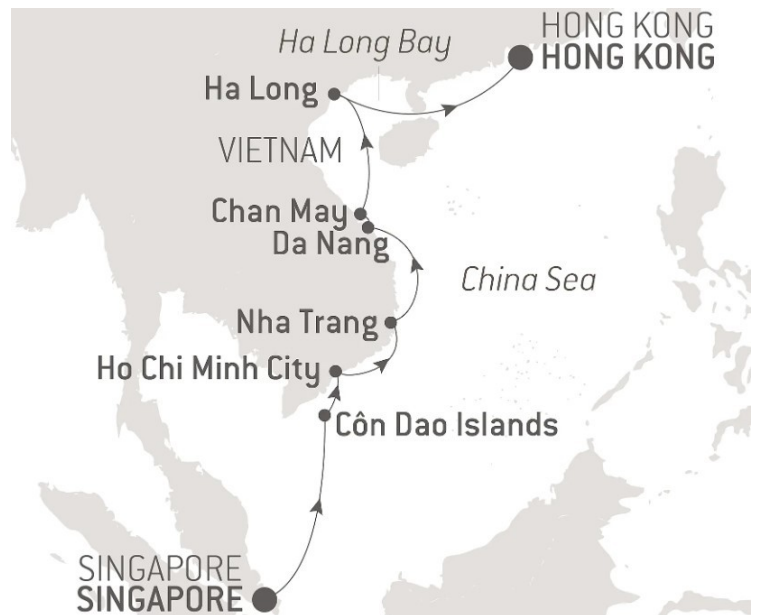 HONG KONG
HONG KONG
Ha Long Bay
Ha Long
VIETNAM
Chan May
Da Nang
China Sea
Nha Trang
Ho Chi Minh City
Côn Dao Islands
SINGAPORE
SINGAPORE